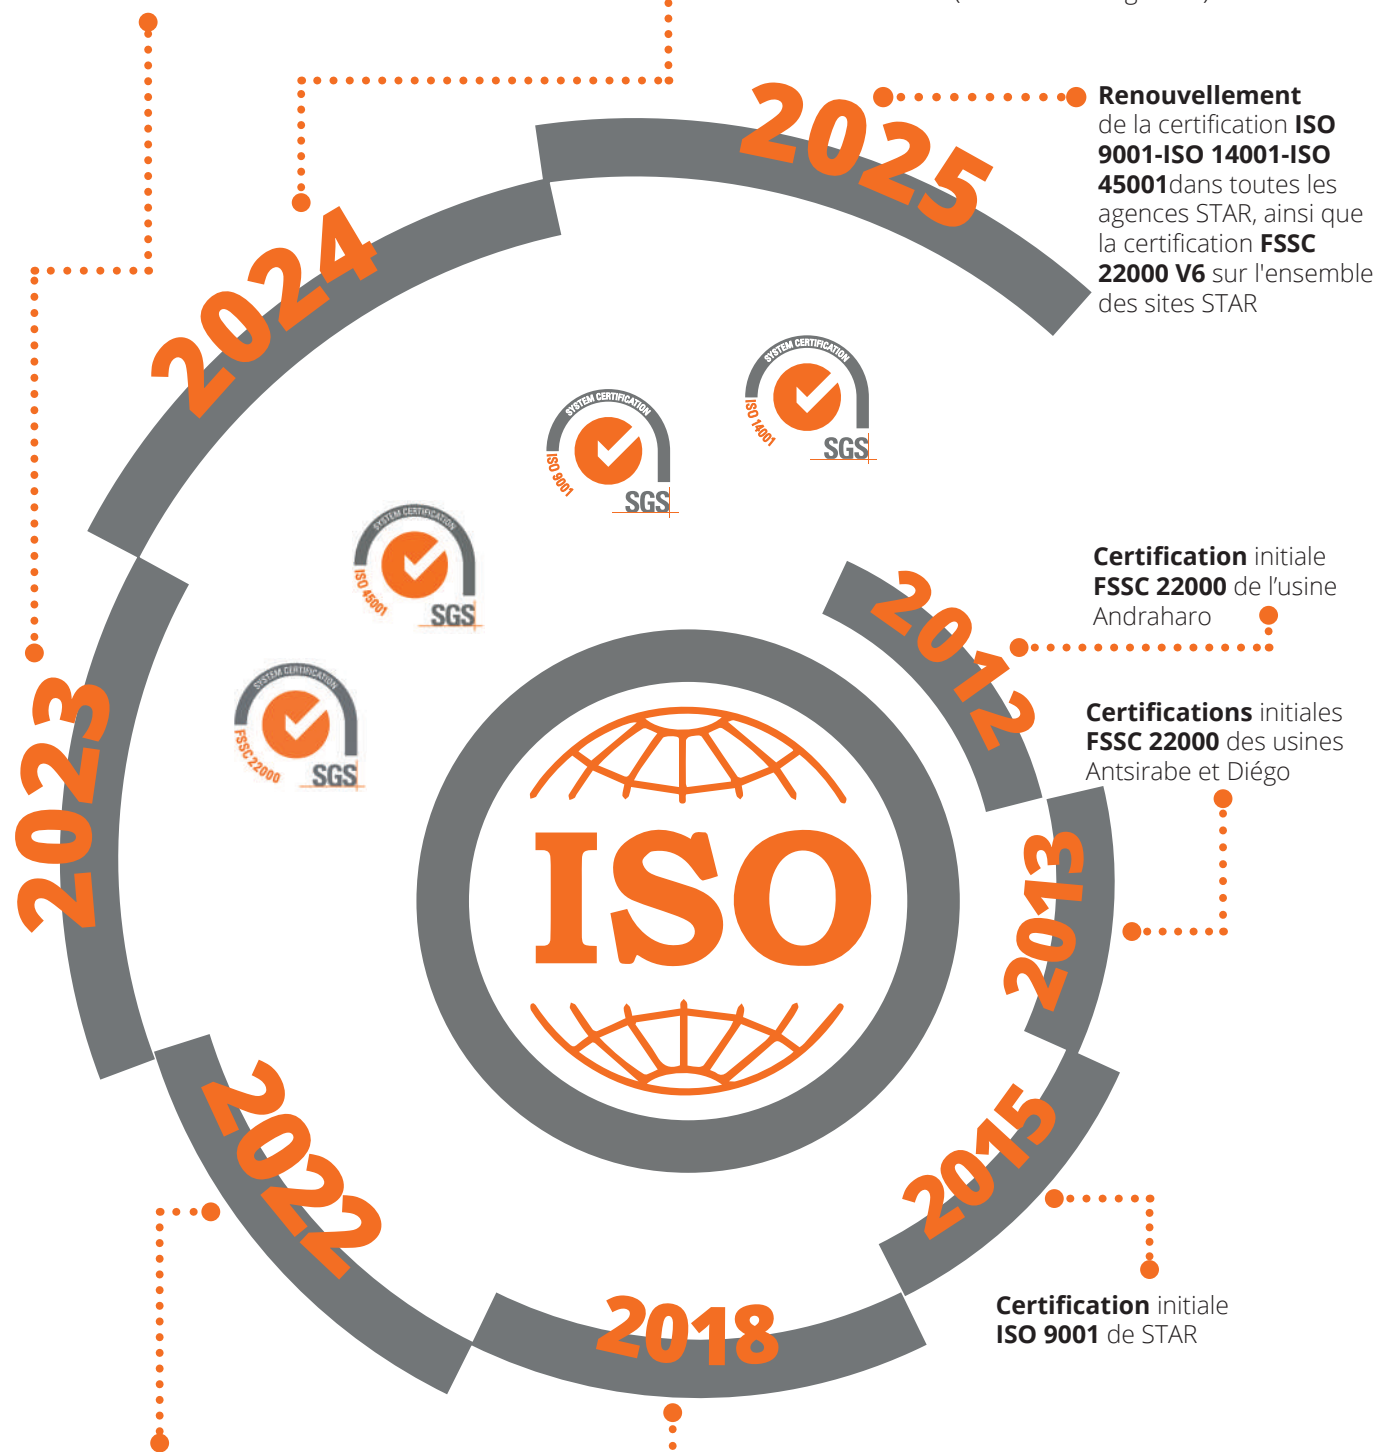 2025
Renouvellement
de la certification ISO
9001-ISO 14001-ISO
45001dans toutes les
agences STAR, ainsi que
la certification FSSC
22000 V6 sur l'ensemble
des sites STAR
2024
SYSTEM CERTIFICATION
ISO 14001
SGS
SYSTEM CERTIFICATION
ISO 9001
SGS
SYSTEM CERTIFICATION
ISO 45001
SGS
SYSTEM CERTIFICATION
FSSC 22000
SGS
Certification initiale
FSSC 22000 de l’usine
Andraharo
2012
Certifications initiales
FSSC 22000 des usines
Antsirabe et Diégo
2023
ISO
2013
2015
2022
Certification initiale
ISO 9001 de STAR
2018